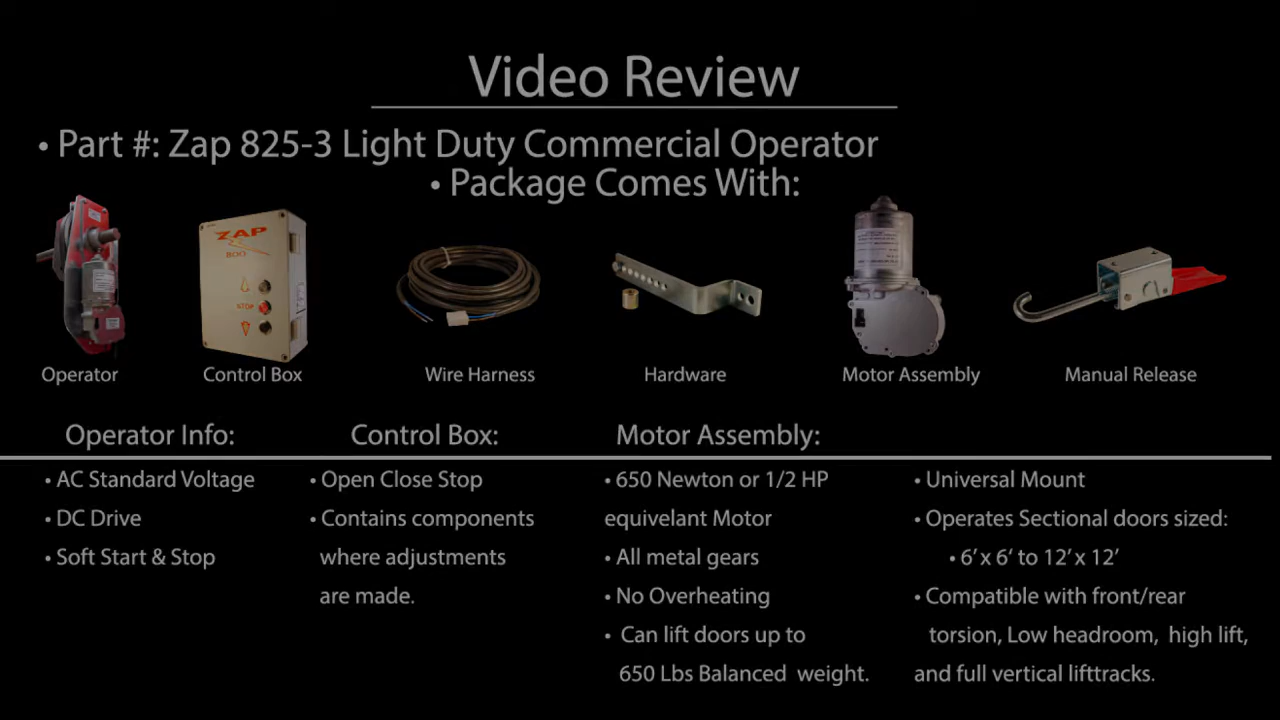 Video Review
• Part #: Zap 825-3 Light Duty Commercial Operator
• Package Comes With:
ZAP
800
STOP
Operator
Control Box
Wire Harness
Hardware
Motor Assembly
Manual Release
Operator Info:
• AC Standard Voltage
• DC Drive
• Soft Start & Stop
Control Box:
• Open Close Stop
• Contains components
where adjustments
are made.
Motor Assembly:
• 650 Newton or 1/2 HP
equivelant Motor
• All metal gears
• No Overheating
• Can lift doors up to
650 Lbs Balanced weight.
• Universal Mount
• Operates Sectional doors sized:
• 6' x 6' to 12' x 12'
• Compatible with front/rear
torsion, Low headroom, high lift,
and full vertical lifttracks.